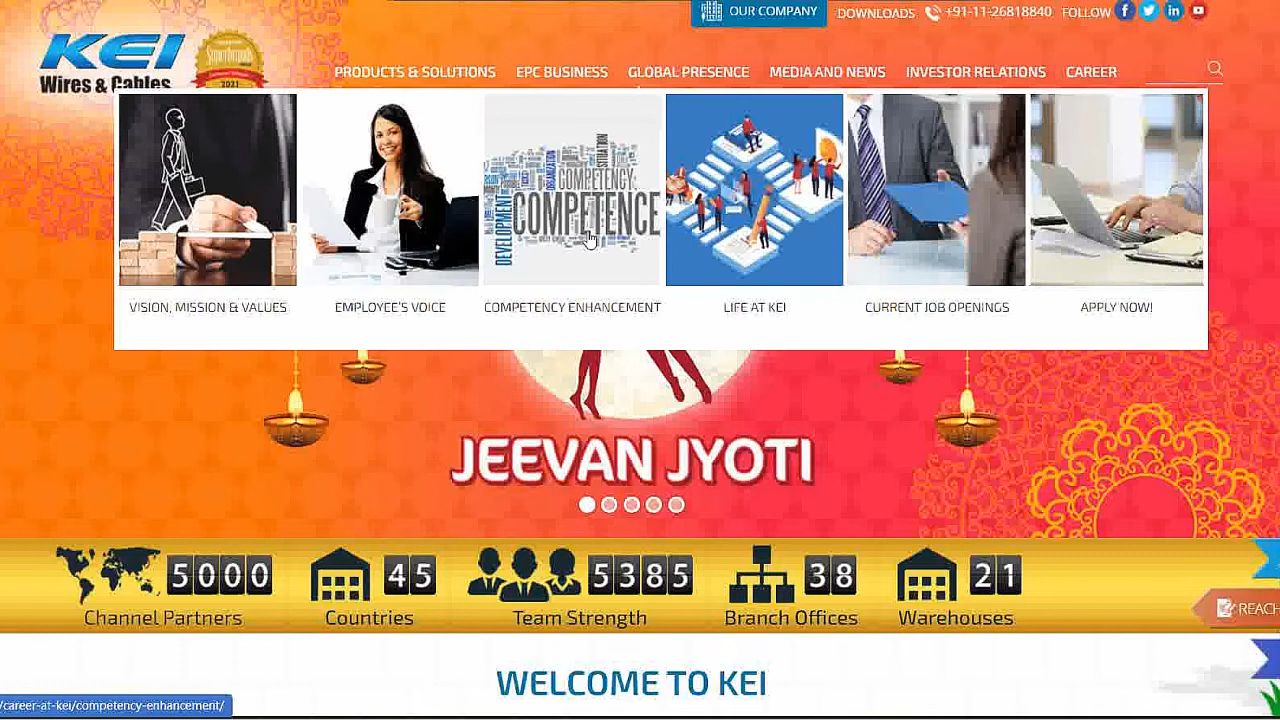 OUR COMPANY
DOWNLOADS
+91-11-26818840
FOLLOW
KEI
Wires & Cables
Superbrands
2021
PRODUCTS & SOLUTIONS
EPC BUSINESS
GLOBAL PRESENCE
MEDIA AND NEWS
INVESTOR RELATIONS
CAREER
COMPETENCY
COMPETENCE
DEVELOPMENT
VISION, MISSION & VALUES
EMPLOYEE'S VOICE
COMPETENCY ENHANCEMENT
LIFE AT KEI
CURRENT JOB OPENINGS
APPLY NOW!
JEEVAN JYOTI
5000
45
5385
38
21
Channel Partners
Countries
Team Strength
Branch Offices
Warehouses
REACH
WELCOME TO KEI
/career-at-kei/competency-enhancement/